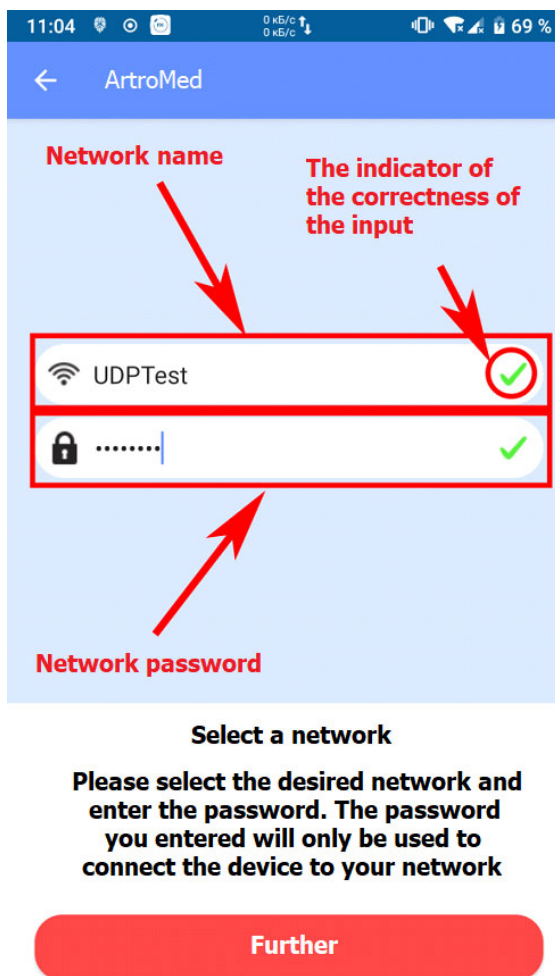 11:04 0 кБ/с 69 %
0 кБ/с
ArtroMed
Network name
The indicator of
the correctness of
the input
UDPTest
••••••••
Network password
Select a network
Please select the desired network and
enter the password. The password
you entered will only be used to
connect the device to your network
Further